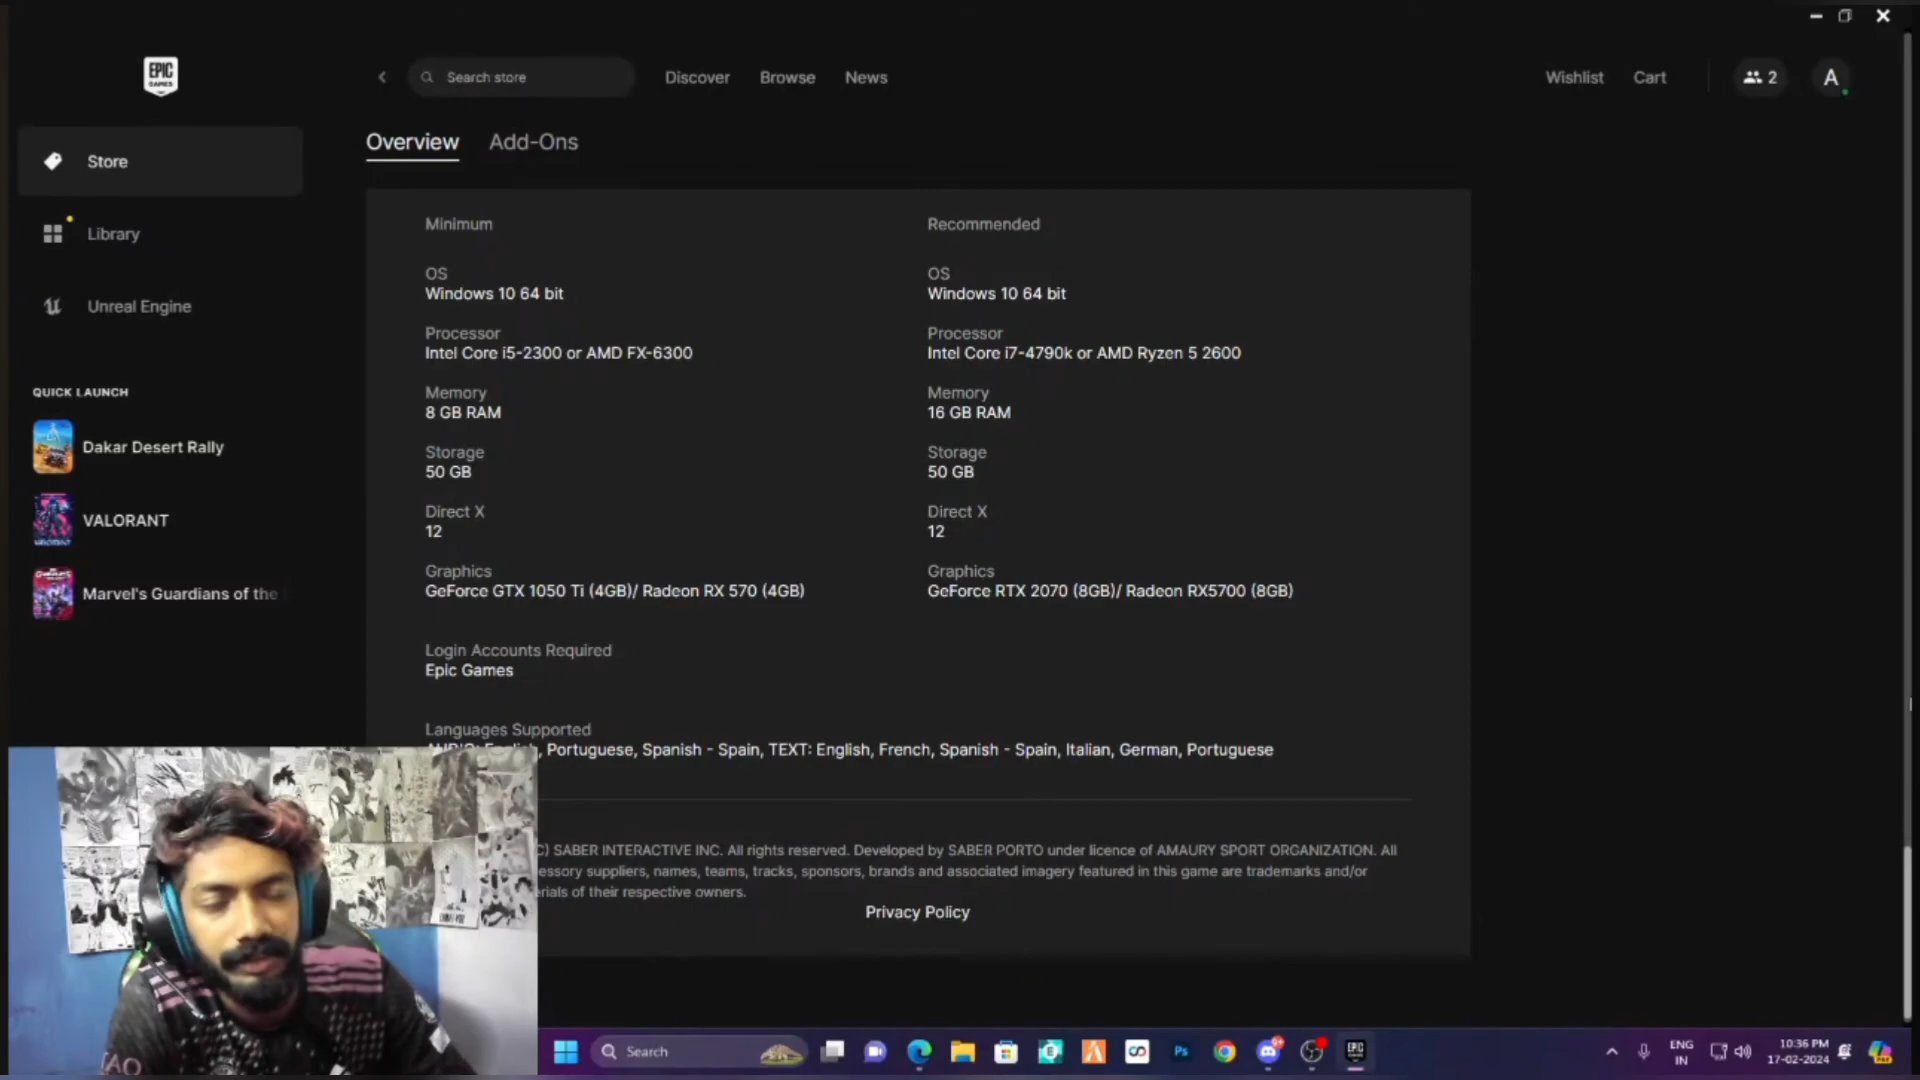 EPIC
GAMES
Search store
Discover
Browse
News
Wishlist
Cart
2
A
Overview
Add-Ons
Store
Library
Unreal Engine
QUICK LAUNCH
Dakar Desert Rally
VALORANT
Marvel's Guardians of the
Minimum
Recommended
OS
Windows 10 64 bit
OS
Windows 10 64 bit
Processor
Intel Core i5-2300 or AMD FX-6300
Processor
Intel Core i7-4790k or AMD Ryzen 5 2600
Memory
8 GB RAM
Memory
16 GB RAM
Storage
50 GB
Storage
50 GB
Direct X
12
Direct X
12
Graphics
GeForce GTX 1050 Ti (4GB)/ Radeon RX 570 (4GB)
Graphics
GeForce RTX 2070 (8GB)/ Radeon RX5700 (8GB)
Login Accounts Required
Epic Games
Languages Supported
Portuguese, Spanish - Spain, TEXT: English, French, Spanish - Spain, Italian, German, Portuguese
SABER INTERACTIVE INC. All rights reserved. Developed by SABER PORTO under licence of AMAURY SPORT ORGANIZATION. All
suppliers, names, teams, tracks, sponsors, brands and associated imagery featured in this game are trademarks and/or
of their respective owners.
Privacy Policy
Search
Ps
EPIC
ENG
IN
10:36 PM
17-02-2024